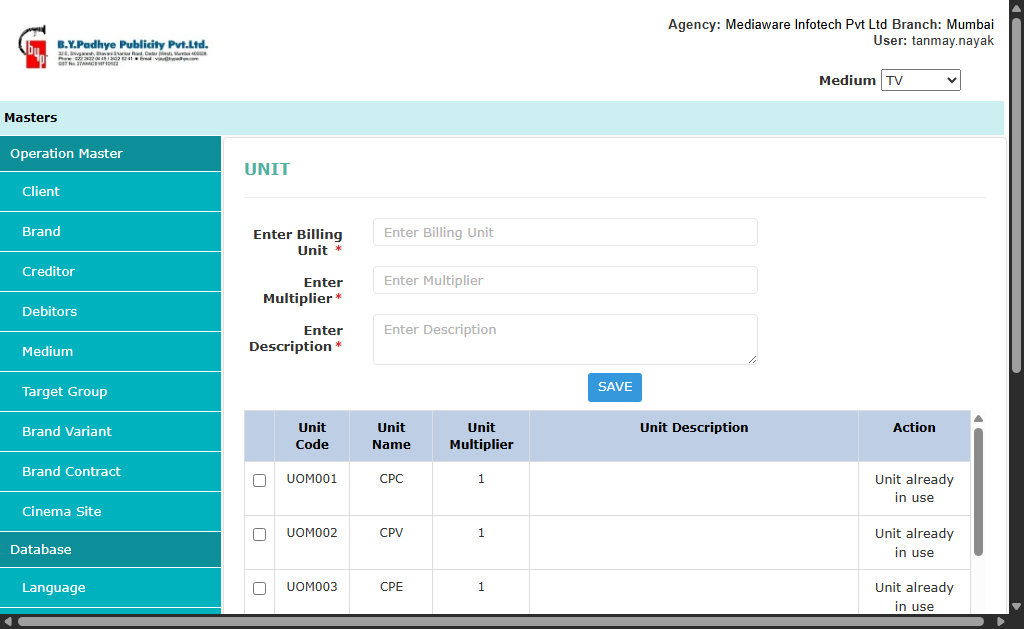 Agency: Mediaware Infotech Pvt Ltd Branch: Mumbai
User: tanmay.nayak
byp
B.Y.Padhye Publicity Pvt.Ltd.
Medium TV
Masters
Operation Master
Client
Brand
Creditor
Debitors
Medium
Target Group
Brand Variant
Brand Contract
Cinema Site
Database
Language
UNIT
Enter Billing Unit * Enter Billing Unit
Enter Multiplier * Enter Multiplier
Enter Description * Enter Description
SAVE
Unit Code Unit Name Unit Multiplier Unit Description Action
UOM001 CPC 1 Unit already in use
UOM002 CPV 1 Unit already in use
UOM003 CPE 1 Unit already in use